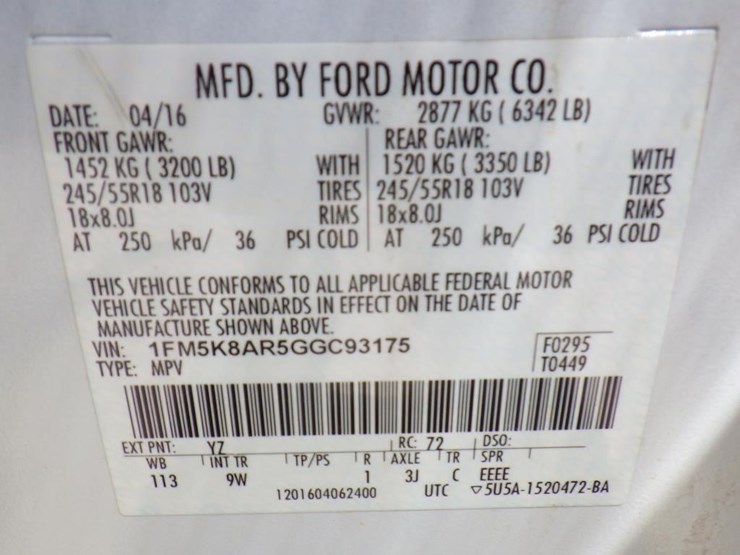 MFD. BY FORD MOTOR CO.
DATE: 04/16 GVWR: 2877 KG ( 6342 LB)
FRONT GAWR: REAR GAWR:
1452 KG ( 3200 LB) WITH 1520 KG ( 3350 LB) WITH
245/55R18 103V TIRES 245/55R18 103V TIRES
18x8.0J RIMS 18x8.0J RIMS
AT 250 kPa/ 36 PSI COLD AT 250 kPa/ 36 PSI COLD
THIS VEHICLE CONFORMS TO ALL APPLICABLE FEDERAL MOTOR
VEHICLE SAFETY STANDARDS IN EFFECT ON THE DATE OF
MANUFACTURE SHOWN ABOVE.
VIN: 1FM5K8AR5GGC93175 F0295
TYPE: MPV T0449
EXT PNT: YZ RC: 72 DSO:
WB INT TR TP/PS R AXLE TR SPR
113 9W 1 3J C EEEE
1201604062400 UTC ▽5U5A-1520472-BA